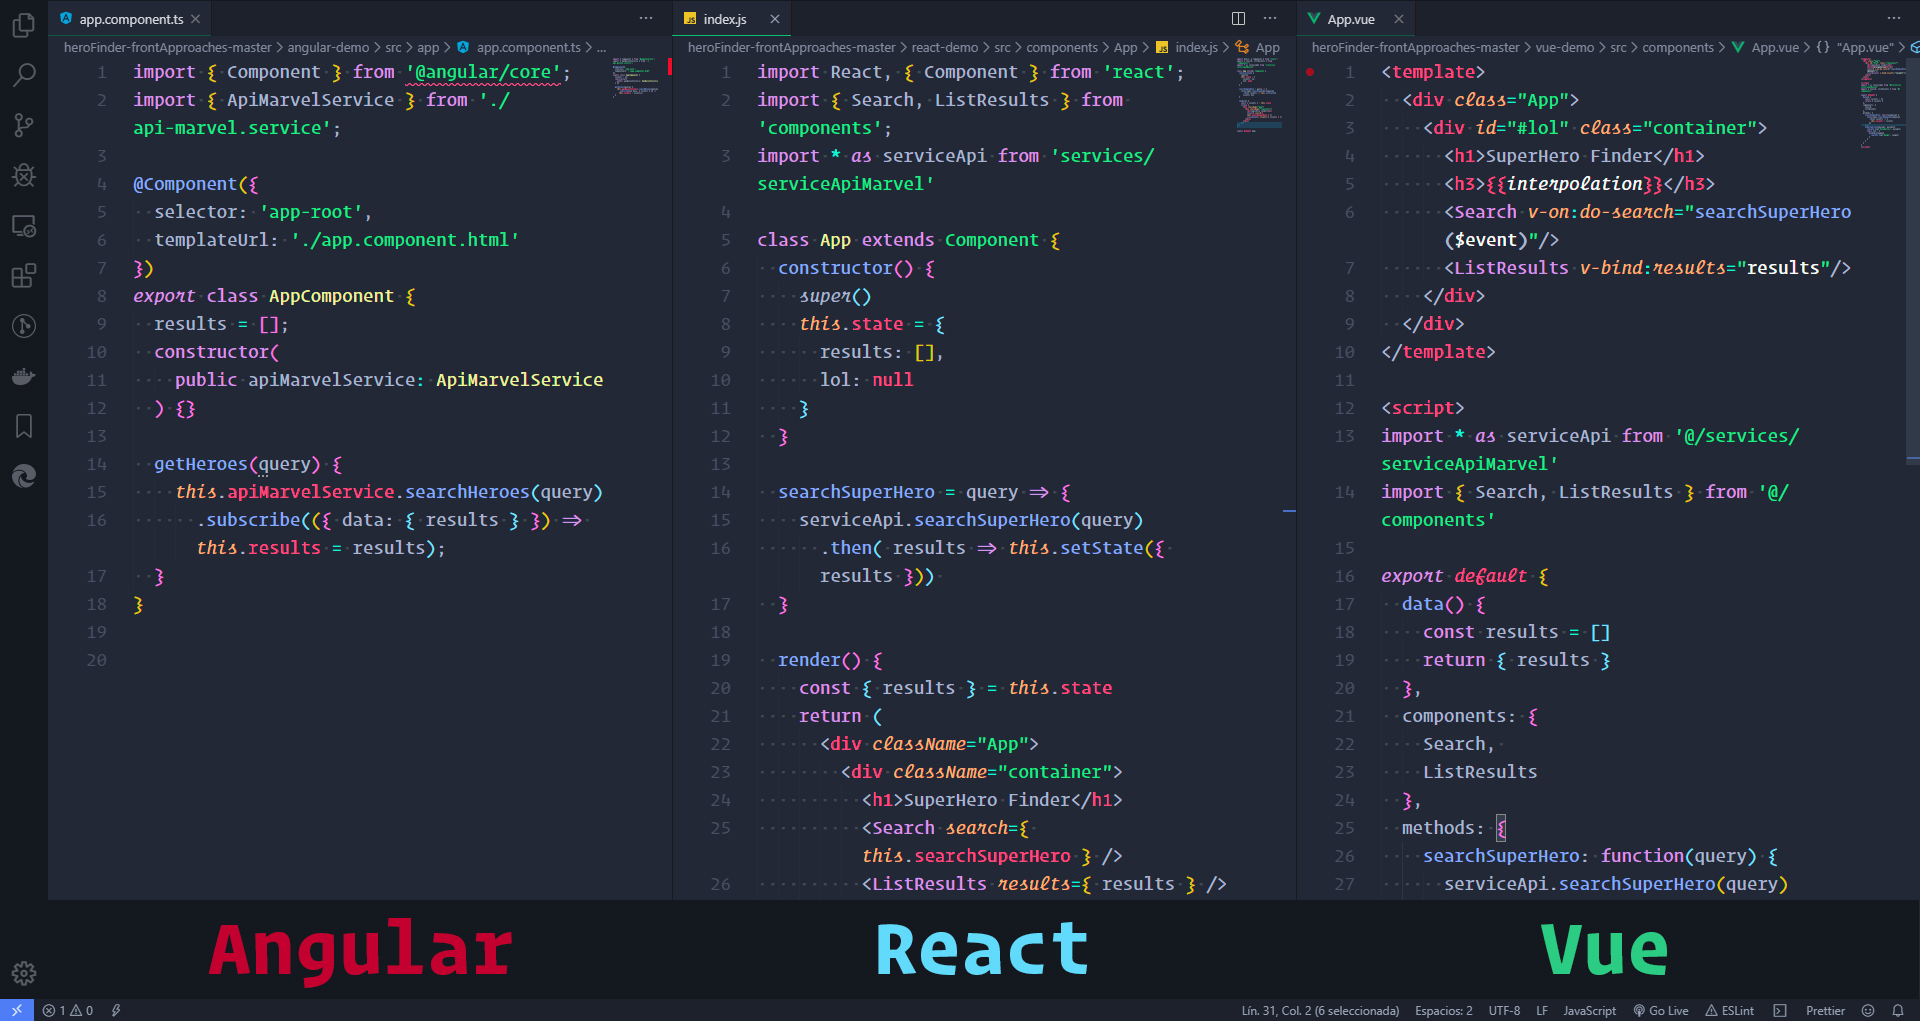 app.component.ts
heroFinder-frontApproaches-master > angular-demo > src > app > app.component.ts > ...
1 import { Component } from '@angular/core';
2 import { ApiMarvelService } from './
api-marvel.service';
3
4 @Component({
5 selector: 'app-root',
6 templateUrl: './app.component.html'
7 })
8 export class AppComponent {
9 results = [];
10 constructor(
11 public apiMarvelService: ApiMarvelService
12 ) {}
13
14 getHeroes(query) {
15 this.apiMarvelService.searchHeroes(query)
16 .subscribe(({ data: { results } }) ⇒
this.results = results);
17 }
18 }
19
20
JS index.js
heroFinder-frontApproaches-master > react-demo > src > components > App > JS index.js > App
1 import React, { Component } from 'react';
2 import { Search, ListResults } from
'components';
3 import * as serviceApi from 'services/
serviceApiMarvel'
4
5 class App extends Component {
6 constructor() {
7 super()
8 this.state = {
9 results: [],
10 lol: null
11 }
12 }
13
14 searchSuperHero = query ⇒ {
15 serviceApi.searchSuperHero(query)
16 .then( results ⇒ this.setState({
results }))
17 }
18
19 render() {
20 const { results } = this.state
21 return (
22 <div className="App">
23 <div className="container">
24 <h1>SuperHero Finder</h1>
25 <Search search={
this.searchSuperHero } />
26 <ListResults results={ results } />
App.vue
heroFinder-frontApproaches-master > vue-demo > src > components > App.vue > {} "App.vue" >
1 <template>
2 <div class="App">
3 <div id="#lol" class="container">
4 <h1>SuperHero Finder</h1>
5 <h3>{{interpolation}}</h3>
6 <Search v-on:do-search="searchSuperHero
($event)"/>
7 <ListResults v-bind:results="results"/>
8 </div>
9 </div>
10 </template>
11
12 <script>
13 import * as serviceApi from '@/services/
serviceApiMarvel'
14 import { Search, ListResults } from '@/
components'
15
16 export default {
17 data() {
18 const results = []
19 return { results }
20 },
21 components: {
22 Search,
23 ListResults
24 },
25 methods: {
26 searchSuperHero: function(query) {
27 serviceApi.searchSuperHero(query)
Angular
React
Vue
1 0
Lín. 31, Col. 2 (6 seleccionada) Espacios: 2 UTF-8 LF JavaScript Go Live ESLint Prettier